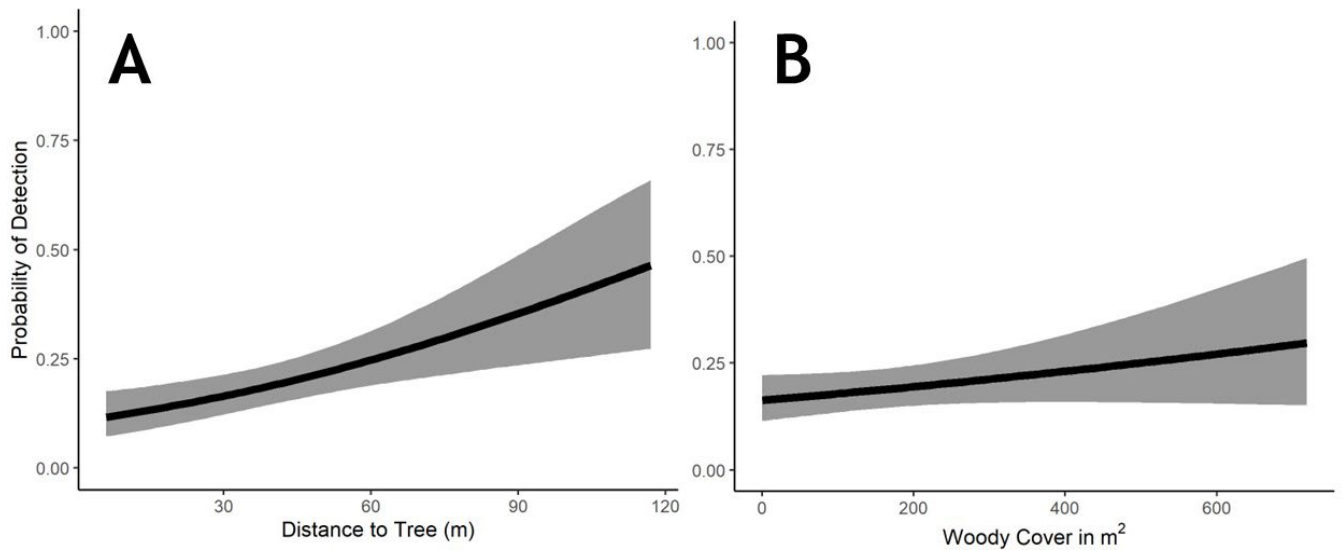 A
Probability of Detection
1.00
0.75
0.50
0.25
0.00
30 60 90 120
Distance to Tree (m)
B
1.00
0.75
0.50
0.25
0.00
0 200 400 600
Woody Cover in m²